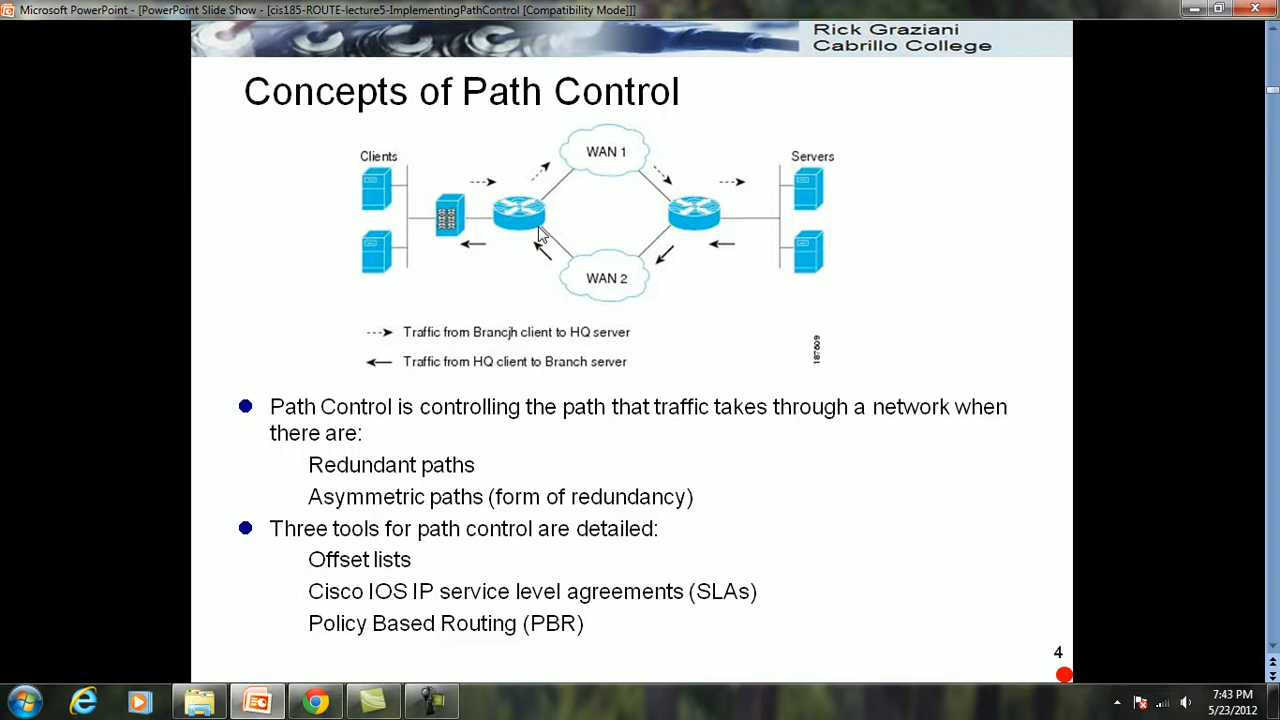 Microsoft PowerPoint - [PowerPoint Slide Show - [cis185-ROUTE-lecture5-ImplementingPathControl [Compatibility Mode]]]
Rick Graziani
Cabrillo College
Concepts of Path Control
Clients
WAN 1
Servers
WAN 2
Traffic from Brancjh client to HQ server
Traffic from HQ client to Branch server
187609
Path Control is controlling the path that traffic takes through a network when
there are:
Redundant paths
Asymmetric paths (form of redundancy)
Three tools for path control are detailed:
Offset lists
Cisco IOS IP service level agreements (SLAs)
Policy Based Routing (PBR)
4
7:43 PM
5/23/2012